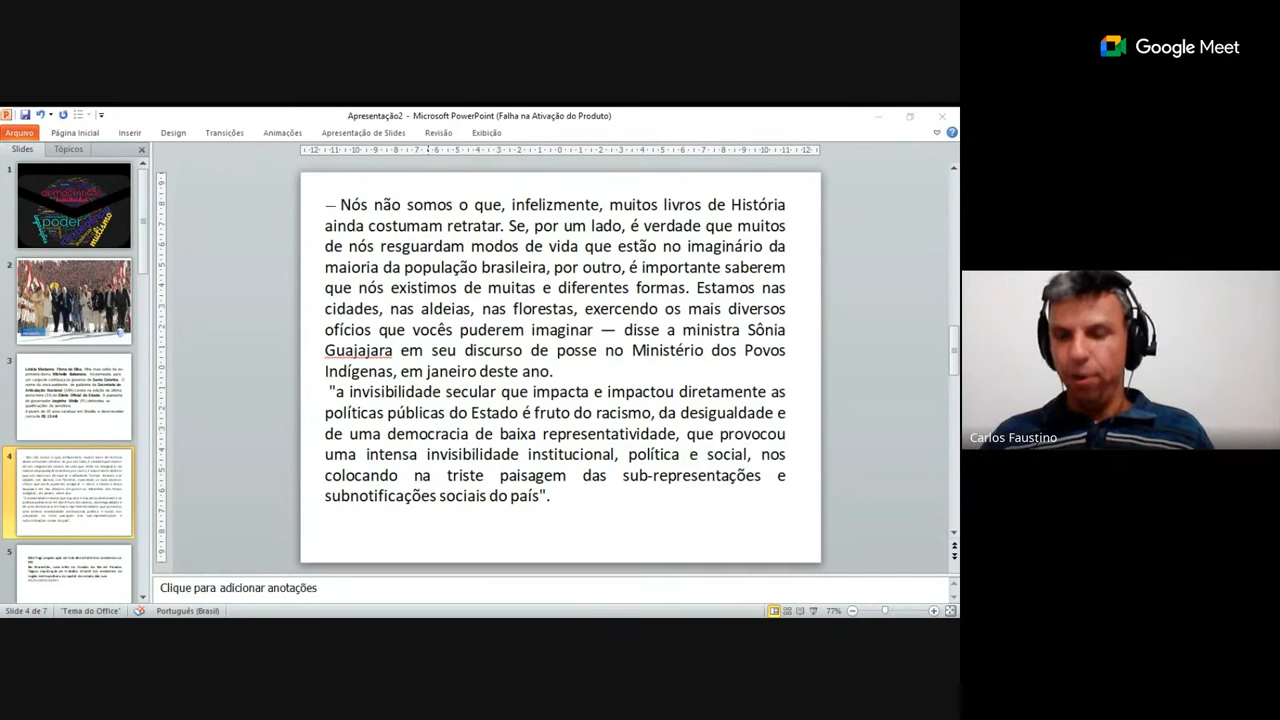 Google Meet
Apresentação2 - Microsoft PowerPoint (Falha na Ativação do Produto)
Arquivo Página Inicial Inserir Design Transições Animações Apresentação de Slides Revisão Exibição
Slides Tópicos
1
democráticas
poder
2
3
4
5
— Nós não somos o que, infelizmente, muitos livros de História
ainda costumam retratar. Se, por um lado, é verdade que muitos
de nós resguardam modos de vida que estão no imaginário da
maioria da população brasileira, por outro, é importante saberem
que nós existimos de muitas e diferentes formas. Estamos nas
cidades, nas aldeias, nas florestas, exercendo os mais diversos
ofícios que vocês puderem imaginar — disse a ministra Sônia
Guajajara em seu discurso de posse no Ministério dos Povos
Indígenas, em janeiro deste ano.
"a invisibilidade secular que impacta e impactou diretamente as
políticas públicas do Estado é fruto do racismo, da desigualdade e
de uma democracia de baixa representatividade, que provocou
uma intensa invisibilidade institucional, política e social, nos
colocando na triste paisagem das sub-representações e
subnotificações sociais do país".
Carlos Faustino
Clique para adicionar anotações
Slide 4 de 7 "Tema do Office" Português (Brasil) 77%